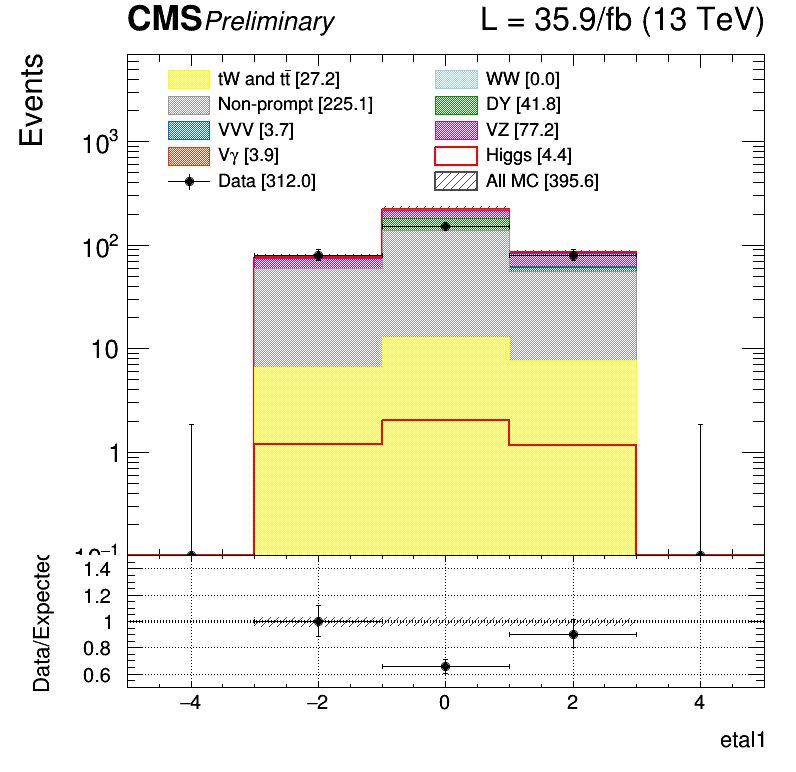 CMS Preliminary L = 35.9/fb (13 TeV)
Events
tW and tt̄ [27.2] WW [0.0]
Non-prompt [225.1] DY [41.8]
VVV [3.7] VZ [77.2]
Vγ [3.9] Higgs [4.4]
Data [312.0] All MC [395.6]
10³
10²
10
1
10⁻¹
Data/Expected
1.4
1.2
1
0.8
0.6
−4 −2 0 2 4
etal1